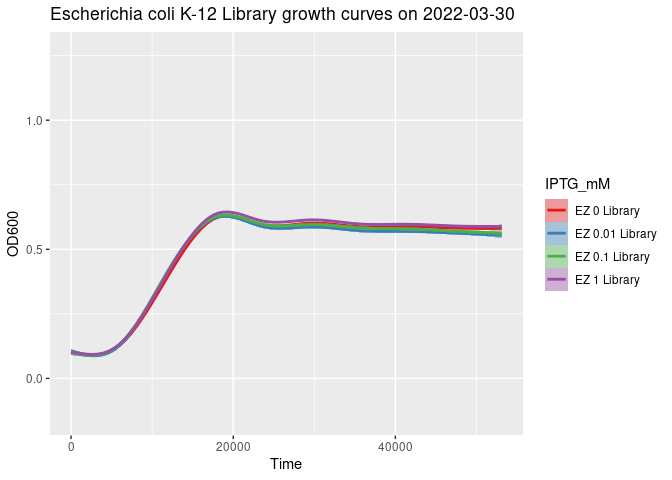 Escherichia coli K-12 Library growth curves on 2022-03-30
1.0
0.5
0.0
OD600
0
20000
40000
Time
IPTG_mM
EZ 0 Library
EZ 0.01 Library
EZ 0.1 Library
EZ 1 Library